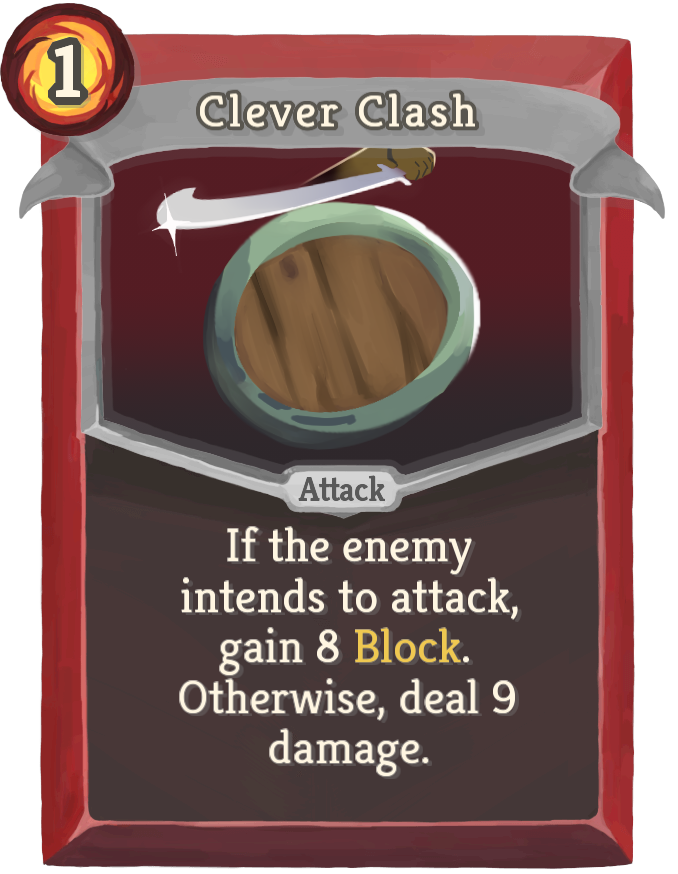 1
Clever Clash
Attack
If the enemy
intends to attack,
gain 8 Block.
Otherwise, deal 9
damage.